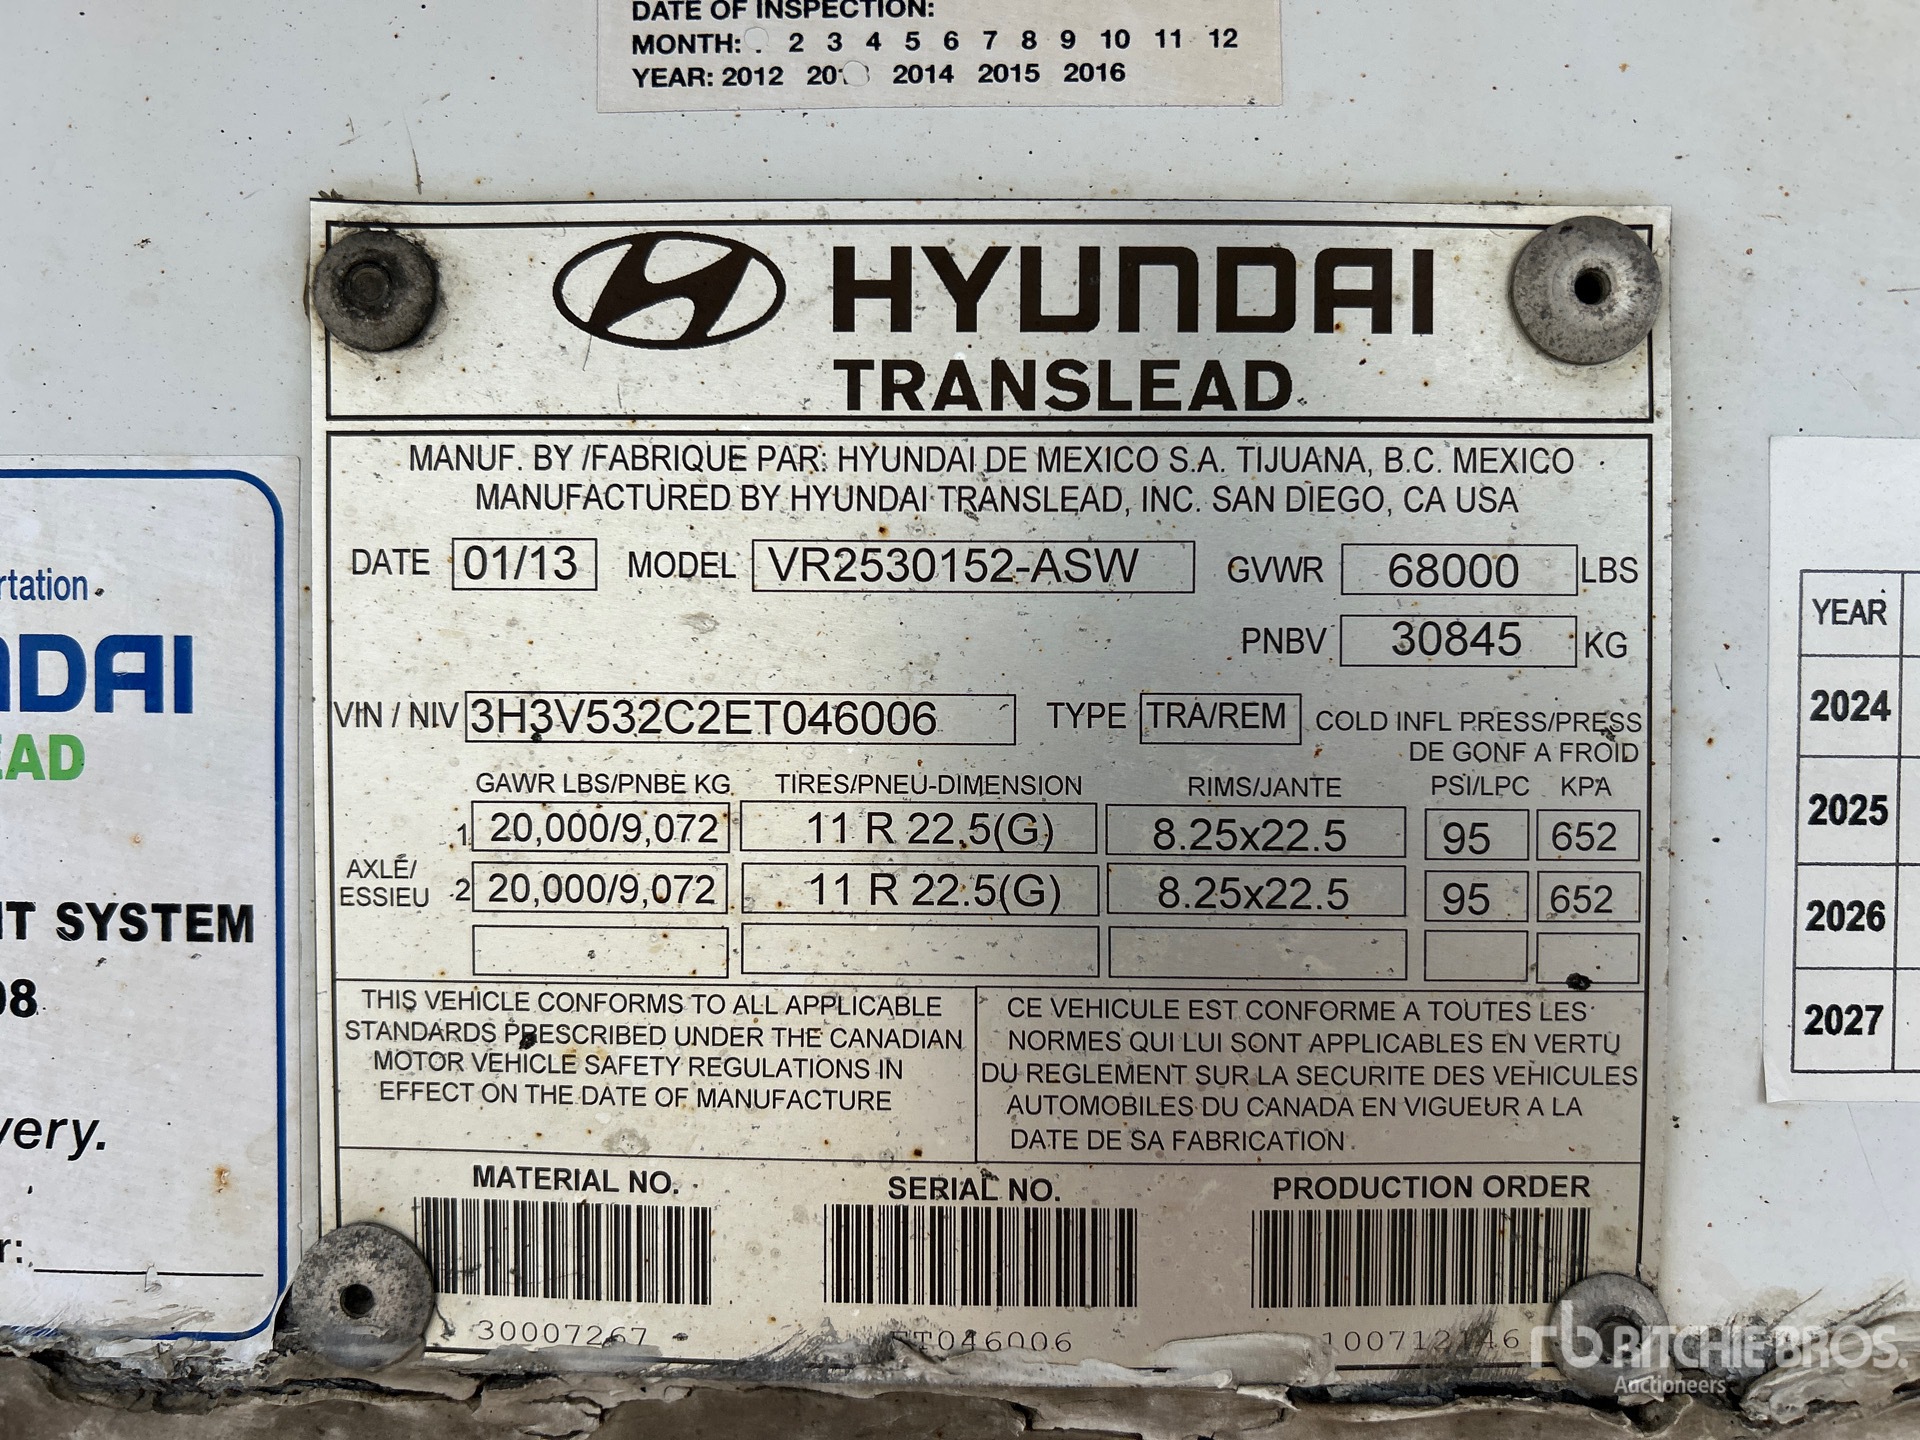 DATE OF INSPECTION:
MONTH: 2 3 4 5 6 7 8 9 10 11 12
YEAR: 2012 2014 2015 2016
HYUNDAI
TRANSLEAD
MANUF. BY /FABRIQUE PAR: HYUNDAI DE MEXICO S.A. TIJUANA, B.C. MEXICO
MANUFACTURED BY HYUNDAI TRANSLEAD, INC. SAN DIEGO, CA USA
DATE 01/13 MODEL VR2530152-ASW GVWR 68000 LBS
PNBV 30845 KG
VIN / NIV 3H3V532C2ET046006 TYPE TRA/REM COLD INFL PRESS/PRESS
DE GONF A FROID
GAWR LBS/PNBE KG TIRES/PNEU-DIMENSION RIMS/JANTE PSI/LPC KPA
1 20,000/9,072 11 R 22.5(G) 8.25x22.5 95 652
AXLE/
ESSIEU
2 20,000/9,072 11 R 22.5(G) 8.25x22.5 95 652
THIS VEHICLE CONFORMS TO ALL APPLICABLE
STANDARDS PRESCRIBED UNDER THE CANADIAN
MOTOR VEHICLE SAFETY REGULATIONS IN
EFFECT ON THE DATE OF MANUFACTURE
CE VEHICULE EST CONFORME A TOUTES LES
NORMES QUI LUI SONT APPLICABLES EN VERTU
DU REGLEMENT SUR LA SECURITE DES VEHICULES
AUTOMOBILES DU CANADA EN VIGUEUR A LA
DATE DE SA FABRICATION
MATERIAL NO. SERIAL NO. PRODUCTION ORDER
30007267 ET046006 100712146
rtation
NDAI
EAD
NT SYSTEM
08
very.
r:
YEAR
2024
2025
2026
2027
rb RITCHIE BROS.
Auctioneers